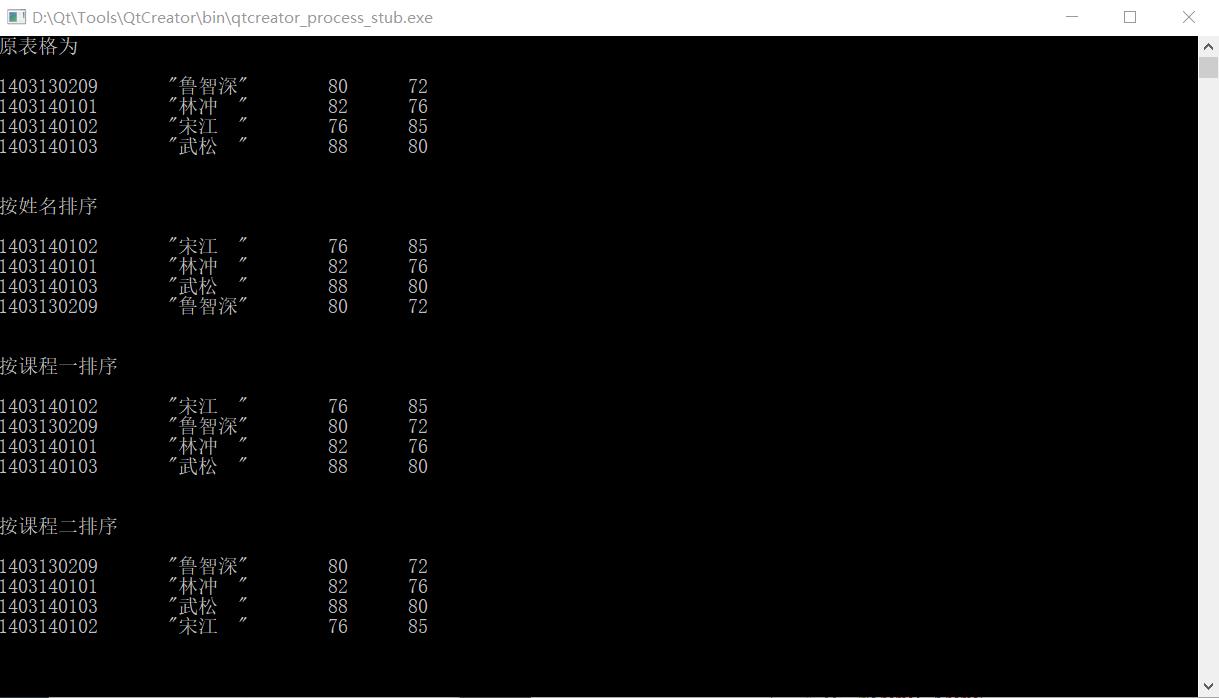 D:\Qt\Tools\QtCreator\bin\qtcreator_process_stub.exe
原表格为
1403130209 "鲁智深" 80 72
1403140101 "林冲 " 82 76
1403140102 "宋江 " 76 85
1403140103 "武松 " 88 80
按姓名排序
1403140102 "宋江 " 76 85
1403140101 "林冲 " 82 76
1403140103 "武松 " 88 80
1403130209 "鲁智深" 80 72
按课程一排序
1403140102 "宋江 " 76 85
1403130209 "鲁智深" 80 72
1403140101 "林冲 " 82 76
1403140103 "武松 " 88 80
按课程二排序
1403130209 "鲁智深" 80 72
1403140101 "林冲 " 82 76
1403140103 "武松 " 88 80
1403140102 "宋江 " 76 85